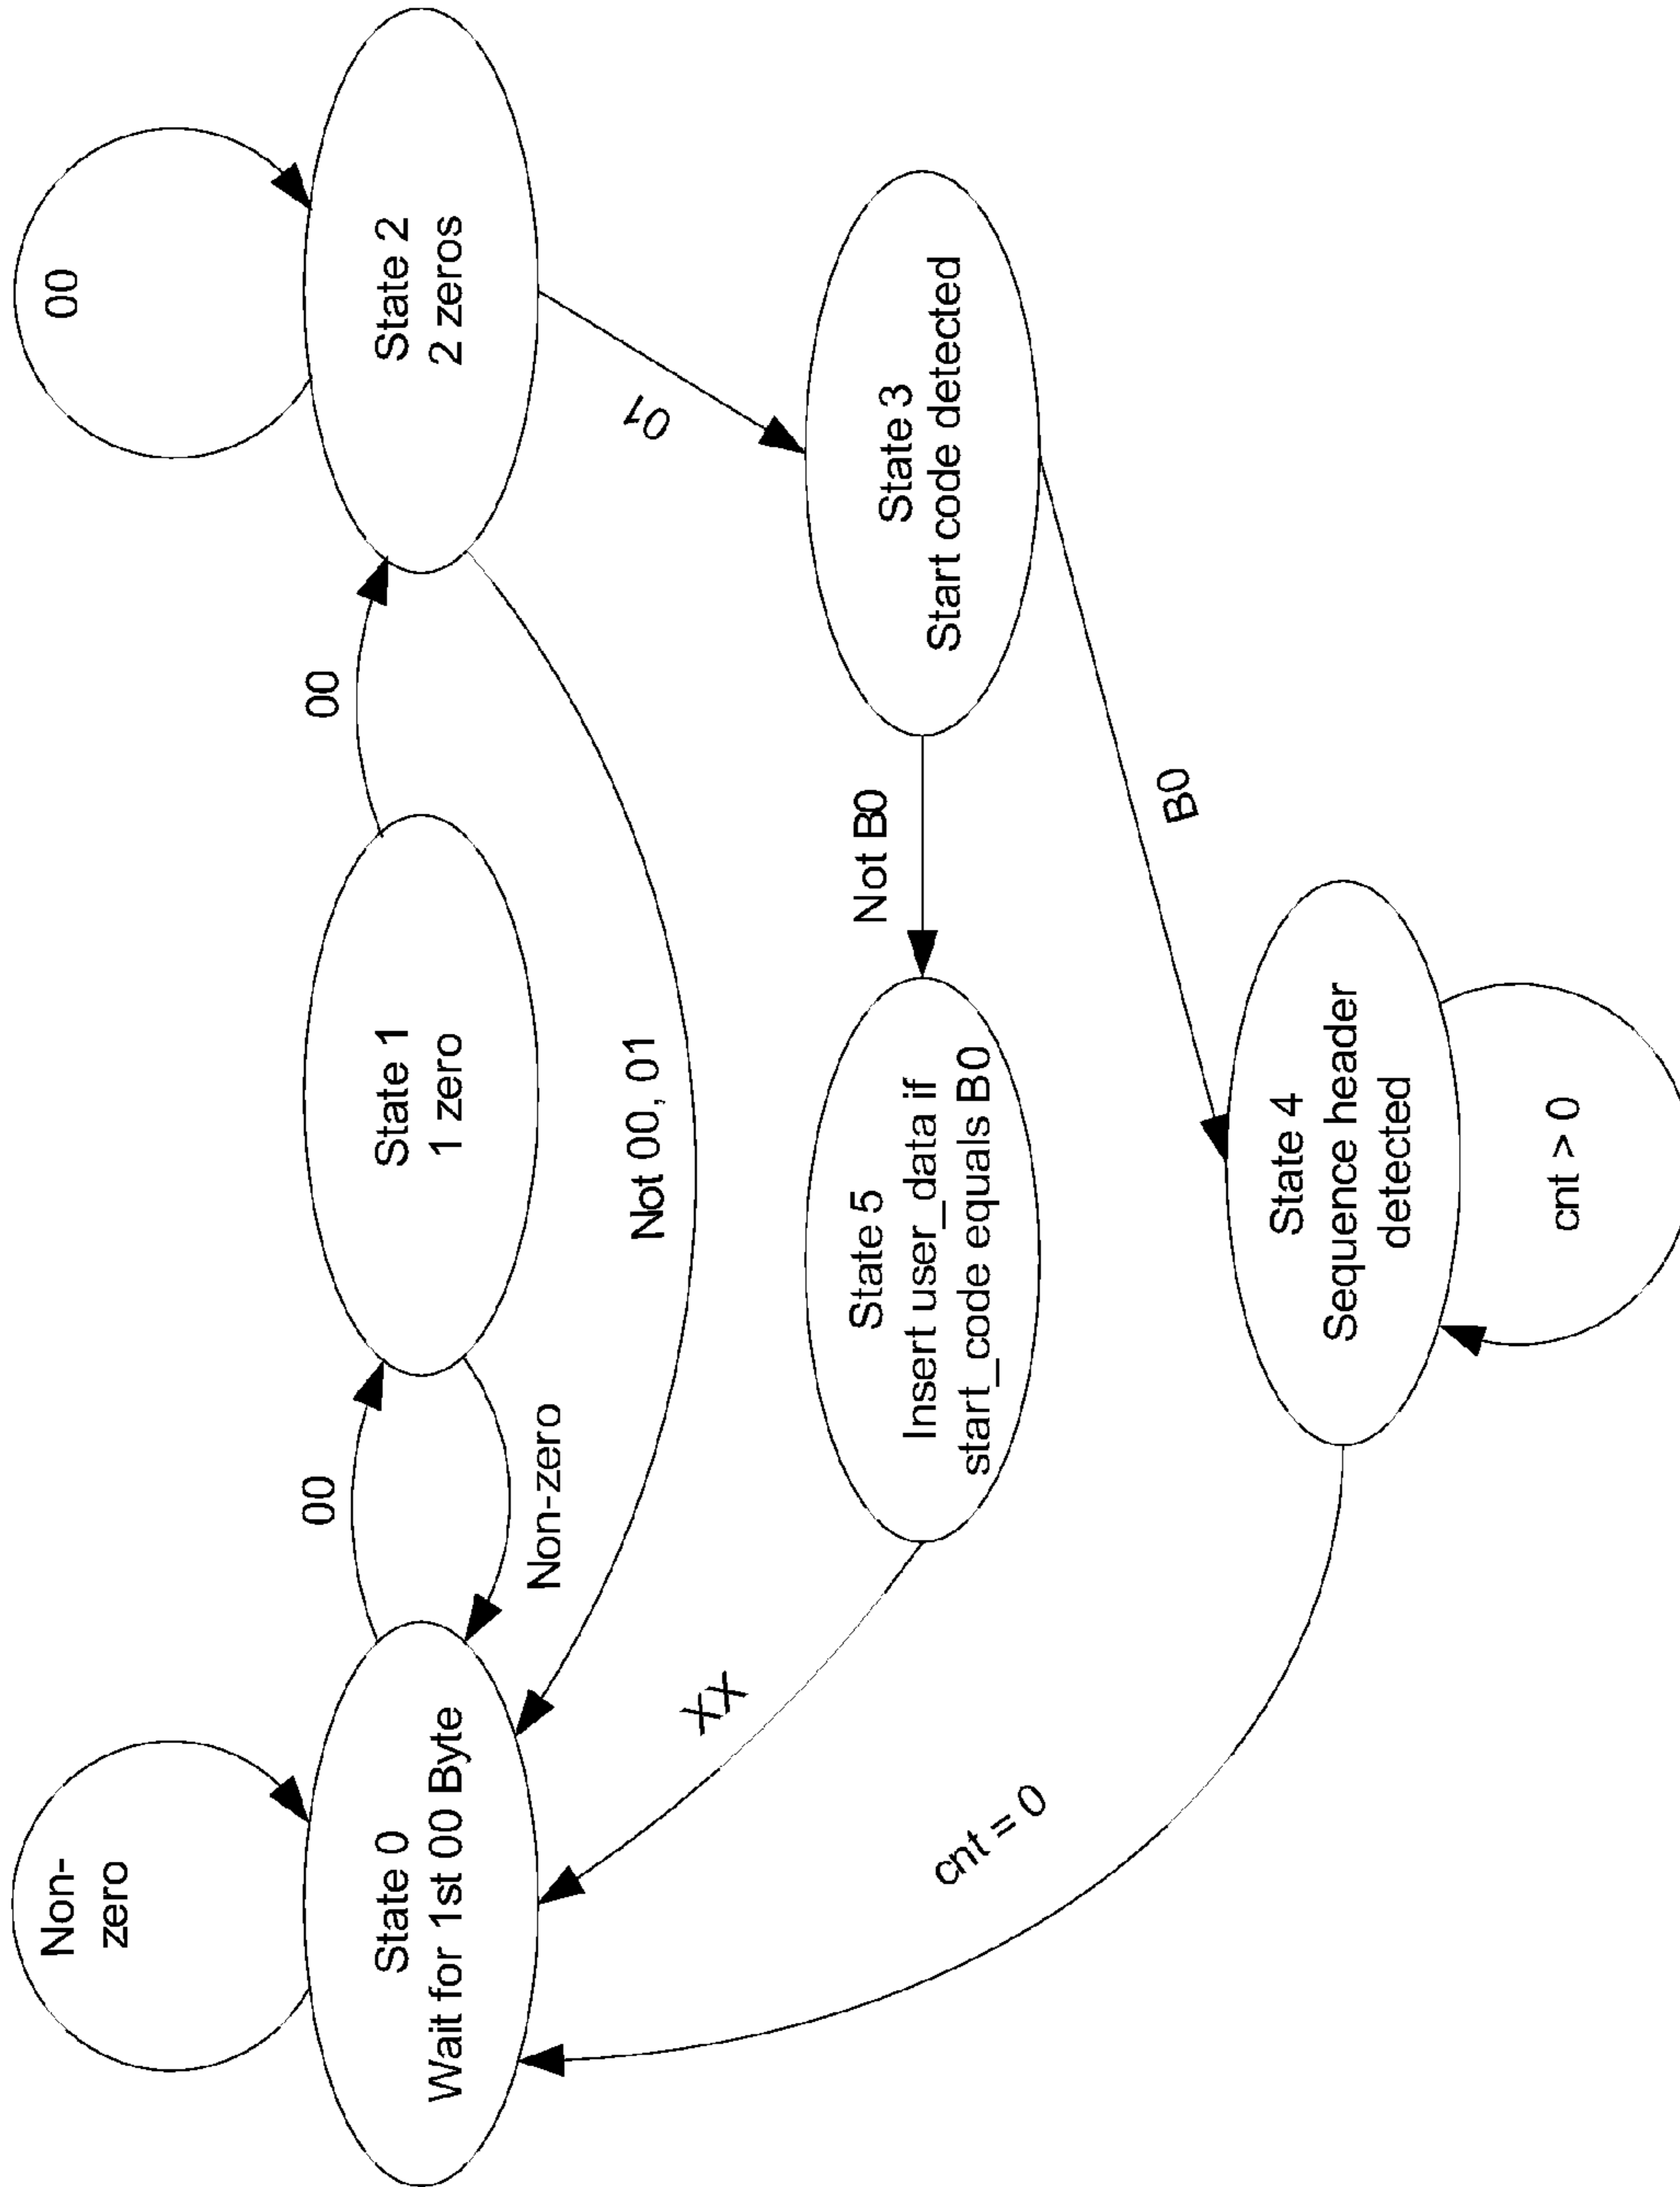 Non-
zero
00
State 0
Wait for 1st 00 Byte
00
State 1
1 zero
00
State 2
2 zeros
Non-zero
Not 00, 01
01
XX
State 5
Insert user_data if
start_code equals B0
Not B0
State 3
Start code detected
cnt = 0
B0
State 4
Sequence header
detected
cnt > 0